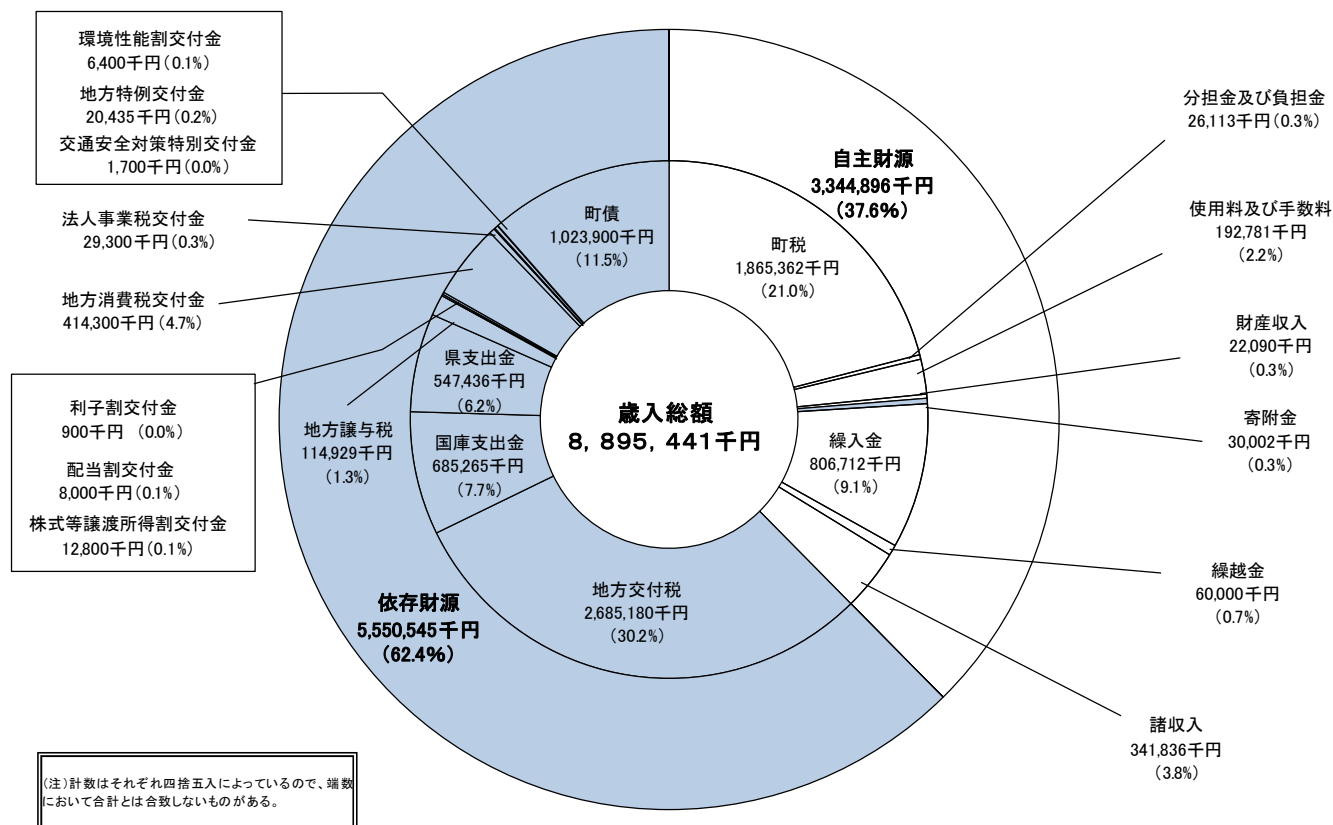 環境性能割交付金
6,400千円(0.1%)
地方特例交付金
20,435千円(0.2%)
交通安全対策特別交付金
1,700千円(0.0%)
法人事業税交付金
29,300千円(0.3%)
地方消費税交付金
414,300千円(4.7%)
利子割交付金
900千円 (0.0%)
配当割交付金
8,000千円(0.1%)
株式等譲渡所得割交付金
12,800千円(0.1%)
町債
1,023,900千円
(11.5%)
県支出金
547,436千円
(6.2%)
地方譲与税
114,929千円
(1.3%)
国庫支出金
685,265千円
(7.7%)
地方交付税
2,685,180千円
(30.2%)
依存財源
5,550,545千円
(62.4%)
歳入総額
8,895,441千円
自主財源
3,344,896千円
(37.6%)
町税
1,865,362千円
(21.0%)
繰入金
806,712千円
(9.1%)
分担金及び負担金
26,113千円(0.3%)
使用料及び手数料
192,781千円
(2.2%)
財産収入
22,090千円
(0.3%)
寄附金
30,002千円
(0.3%)
繰越金
60,000千円
(0.7%)
諸収入
341,836千円
(3.8%)
(注)計数はそれぞれ四捨五入によっているので、端数
において合計とは合致しないものがある。